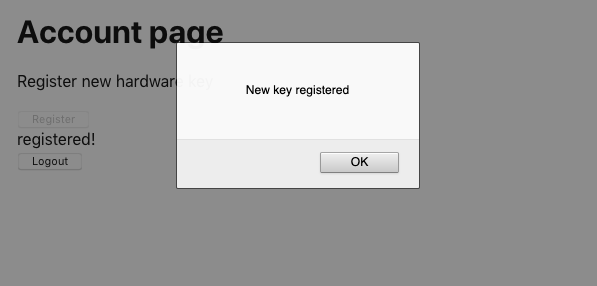 Account page
Register new hardware key
New key registered
Register
registered!
OK
Logout